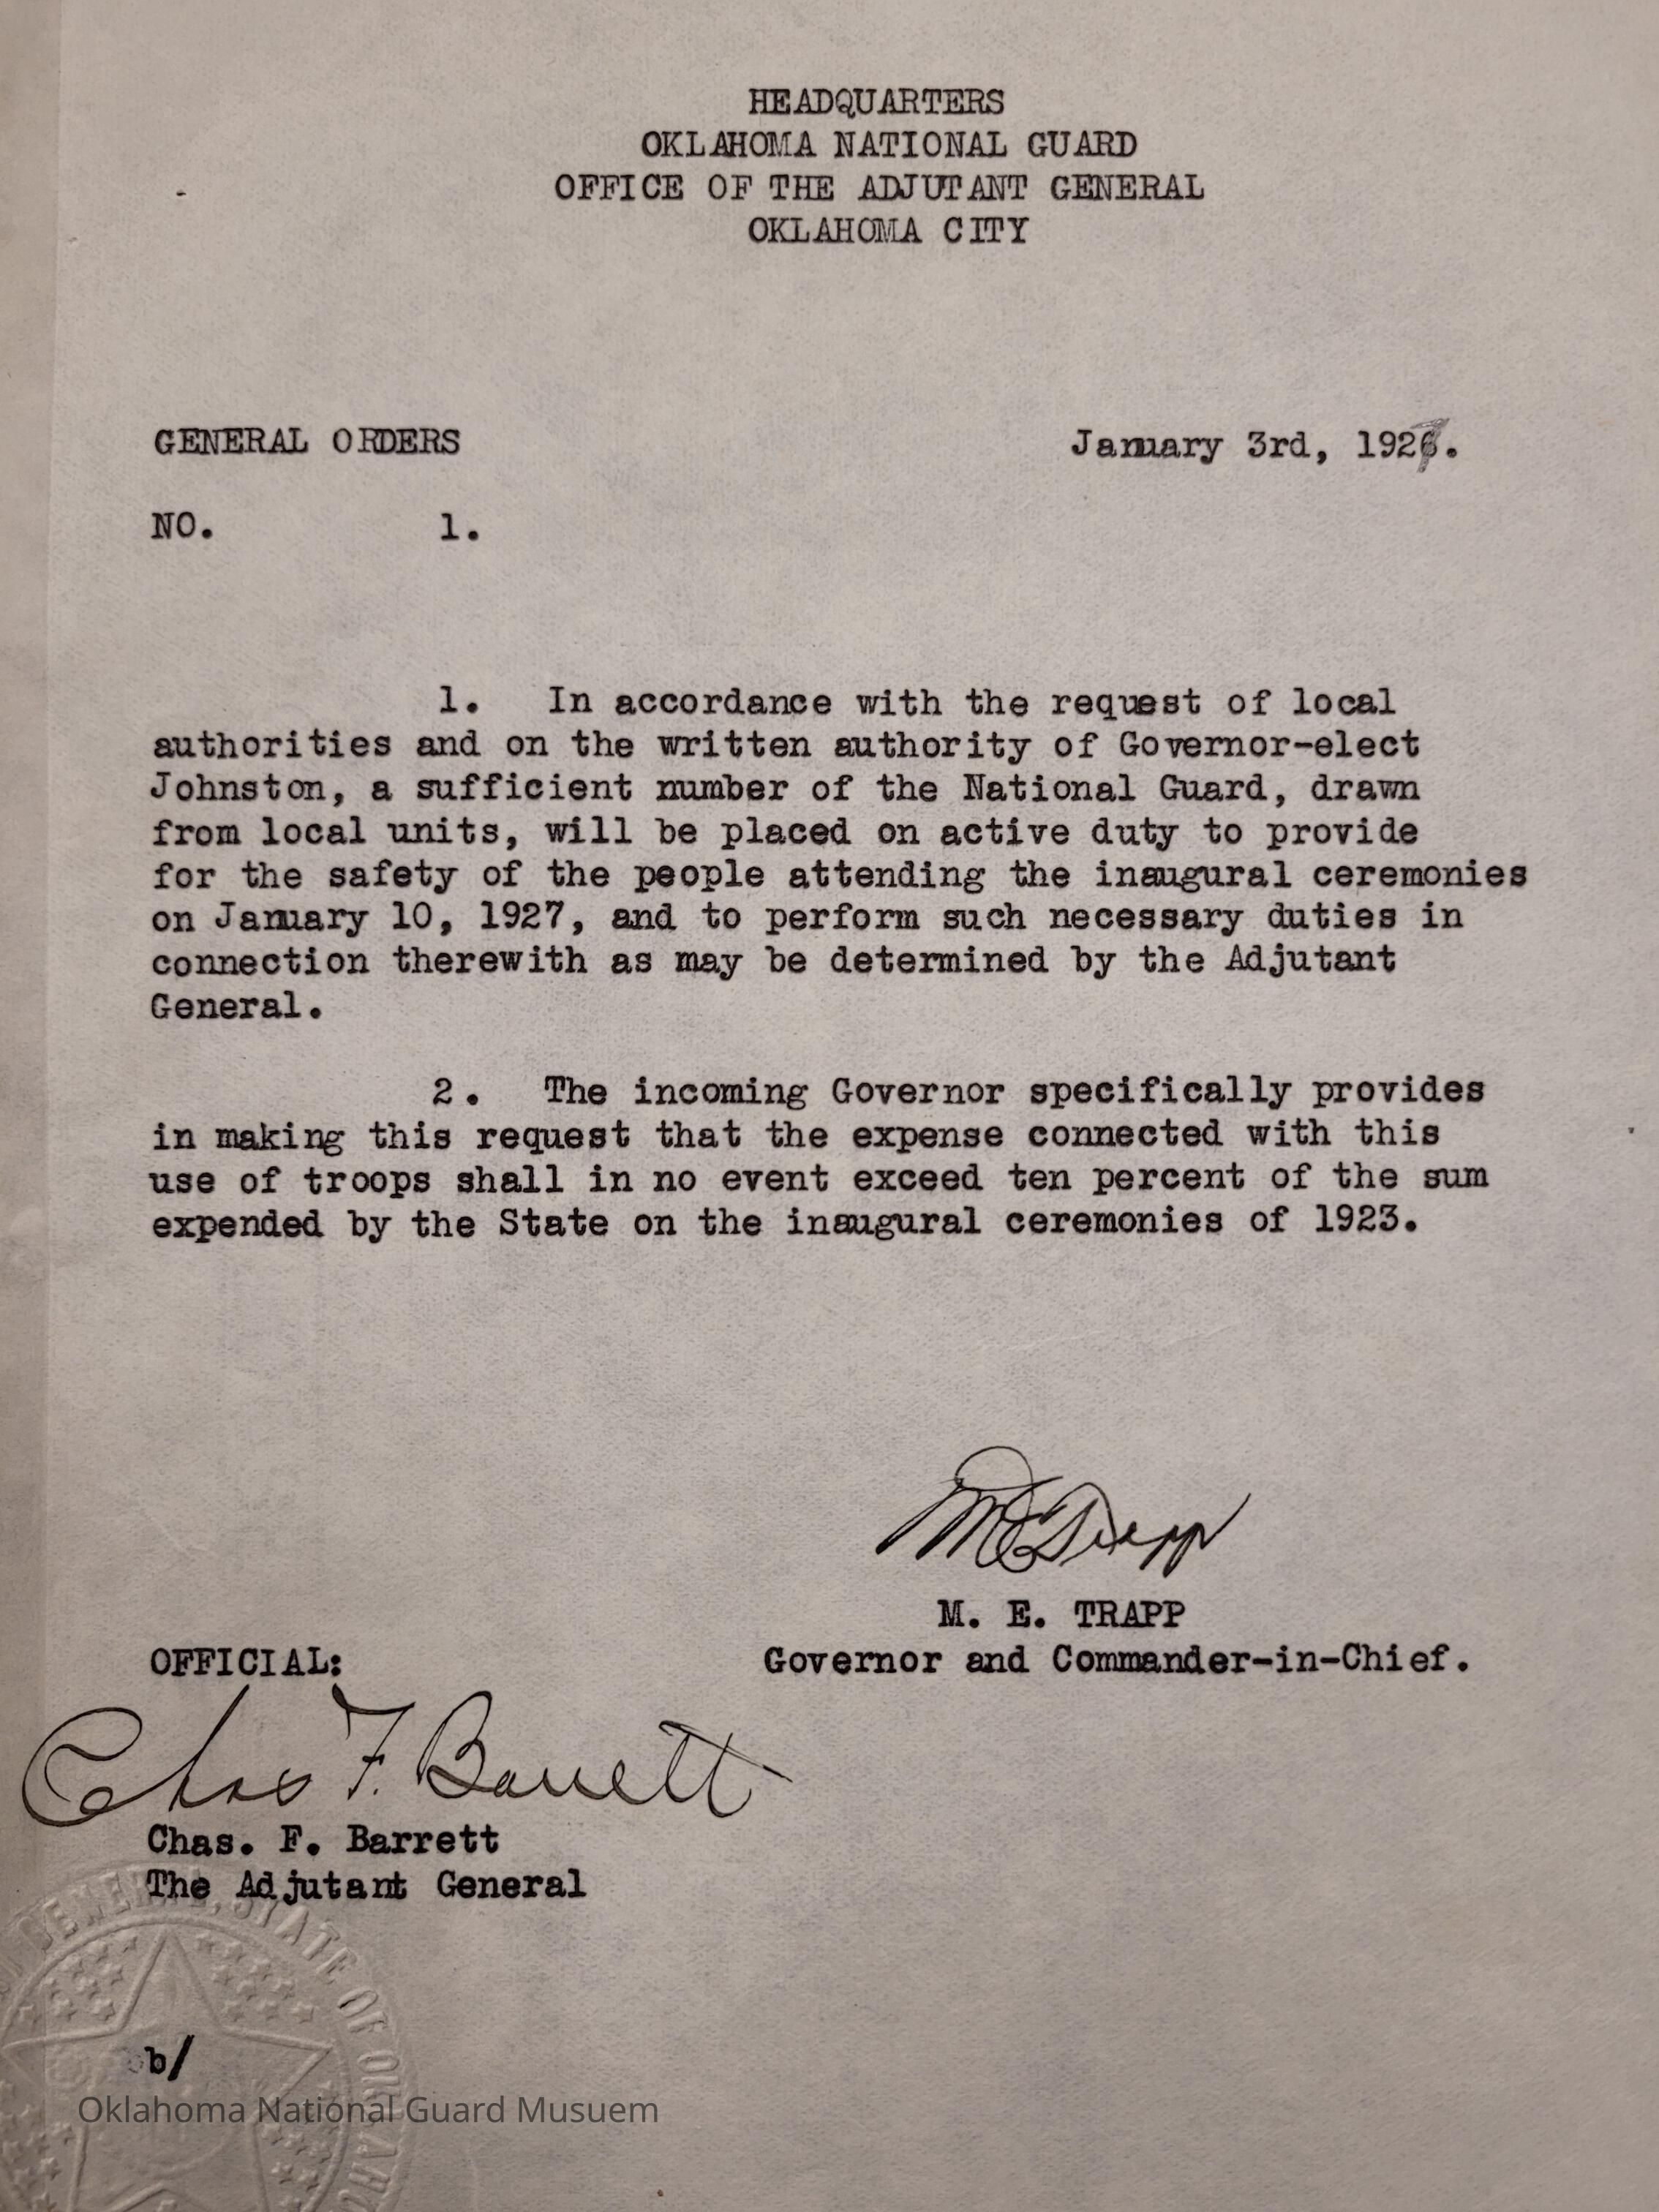 HEADQUARTERS
OKLAHOMA NATIONAL GUARD
OFFICE OF THE ADJUTANT GENERAL
OKLAHOMA CITY
GENERAL ORDERS January 3rd, 1927.
NO. 1.
1. In accordance with the request of local
authorities and on the written authority of Governor-elect
Johnston, a sufficient number of the National Guard, drawn
from local units, will be placed on active duty to provide
for the safety of the people attending the inaugural ceremonies
on January 10, 1927, and to perform such necessary duties in
connection therewith as may be determined by the Adjutant
General.
2. The incoming Governor specifically provides
in making this request that the expense connected with this
use of troops shall in no event exceed ten percent of the sum
expended by the State on the inaugural ceremonies of 1923.
M E Trapp
M. E. TRAPP
OFFICIAL: Governor and Commander-in-Chief.
Chas F. Barrett
Chas. F. Barrett
The Adjutant General
GENERAL, STATE OF
b/
Oklahoma National Guard Musuem